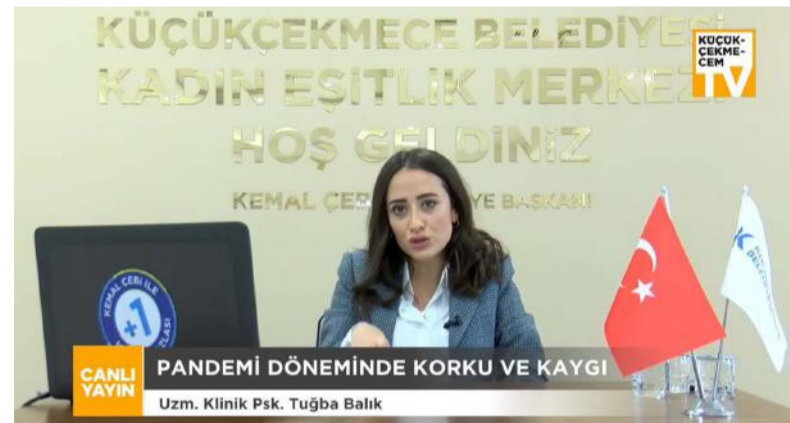 KÜÇÜKÇEKMECE BELEDİYESİ
KADIN EŞİTLİK MERKEZİ
HOŞ GELDİNİZ
KEMAL ÇEBİ
BAŞKANI
KÜÇÜK-
ÇEKME-
CEM
TV
KEMAL ÇEBİ İLE
+1
CANLI
YAYIN
PANDEMİ DÖNEMİNDE KORKU VE KAYGI
Uzm. Klinik Psk. Tuğba Balık